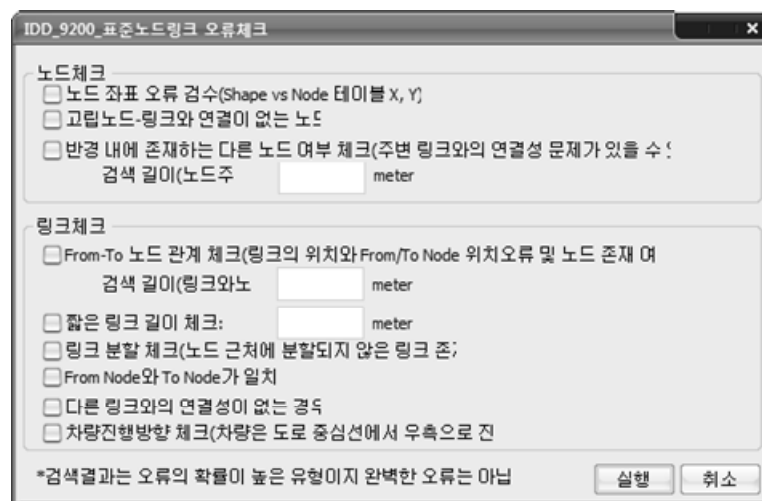 IDD_9200_표준노드링크 오류체크
노드체크
노드 좌표 오류 검수(Shape vs Node 테이블 X, Y)
고립노드-링크와 연결이 없는 노드
반경 내에 존재하는 다른 노드 여부 체크(주변 링크와의 연결성 문제가 있을 수
검색 길이(노드주 meter
링크체크
From-To 노드 관계 체크(링크의 위치와 From/To Node 위치오류 및 노드 존재 여
검색 길이(링크와노 meter
짧은 링크 길이 체크: meter
링크 분할 체크(노드 근처에 분할되지 않은 링크
From Node와 To Node가 일치
다른 링크와의 연결성이 없는 경우
차량진행방향 체크(차량은 도로 중심선에서 우측으로 진
*검색결과는 오류의 확률이 높은 유형이지 완벽한 오류는 아닙
실행 취소